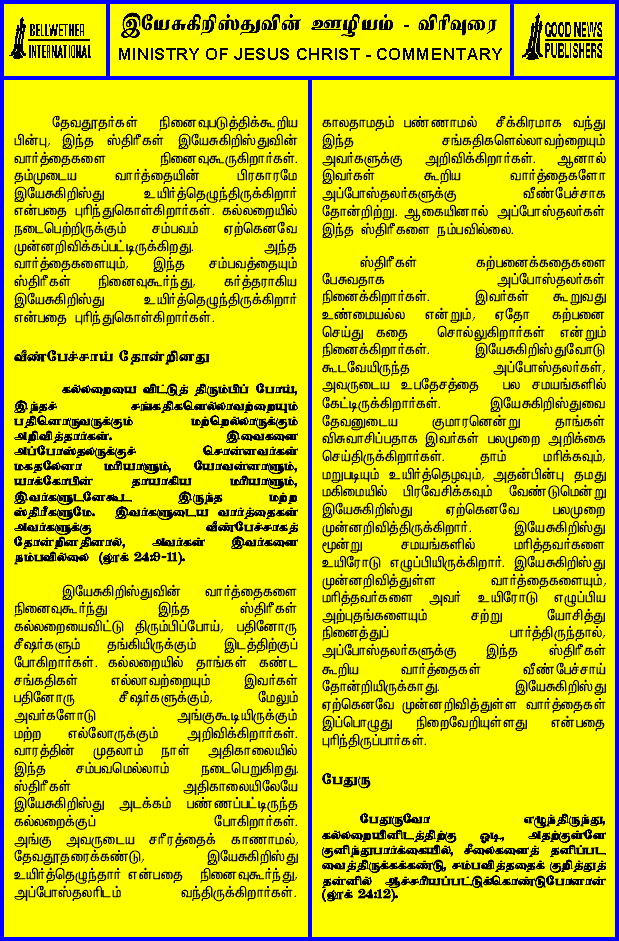 BELLWETHER
INTERNATIONAL
இயேசுகிறிஸ்துவின் ஊழியம் - விரிவுரை
MINISTRY OF JESUS CHRIST - COMMENTARY
GOOD NEWS
PUBLISHERS
தேவதூதர்கள் நினைவுபடுத்திக்கூறிய
பின்பு, இந்த ஸ்திரீகள் இயேசுகிறிஸ்துவின்
வார்த்தைகளை நினைவுகூருகிறார்கள்.
தம்முடைய வார்த்தையின் பிரகாரமே
இயேசுகிறிஸ்து உயிர்த்தெழுந்திருக்கிறார்
என்பதை புரிந்துகொள்கிறார்கள். கல்லறையில்
நடைபெற்றிருக்கும் சம்பவம் ஏற்கெனவே
முன்னறிவிக்கப்பட்டிருக்கிறது. அந்த
வார்த்தைகளையும், இந்த சம்பவத்தையும்
ஸ்திரீகள் நினைவுகூர்ந்து, கர்த்தராகிய
இயேசுகிறிஸ்து உயிர்த்தெழுந்திருக்கிறார்
என்பதை புரிந்துகொள்கிறார்கள்.
வீண்பேச்சாய் தோன்றினது
கல்லறையை விட்டுத் திரும்பிப் போய்,
இந்தச் சங்கதிகளெல்லாவற்றையும்
பதினொருவருக்கும் மற்றெல்லாருக்கும்
அறிவித்தார்கள். இவைகளை
அப்போஸ்தலருக்குச் சொன்னவர்கள்
மகதலேனா மரியாளும், யோவன்னாளும்,
யாக்கோபின் தாயாகிய மரியாளும்,
இவர்களுடனேகூட இருந்த மற்ற
ஸ்திரீகளுமே. இவர்களுடைய வார்த்தைகள்
அவர்களுக்கு வீண்பேச்சாகத்
தோன்றினதினால், அவர்கள் இவர்களை
நம்பவில்லை (லூக் 24:9-11).
இயேசுகிறிஸ்துவின் வார்த்தைகளை
நினைவுகூர்ந்து இந்த ஸ்திரீகள்
கல்லறையைவிட்டு திரும்பிப்போய், பதினோரு
சீஷர்களும் தங்கியிருக்கும் இடத்திற்குப்
போகிறார்கள். கல்லறையில் தாங்கள் கண்ட
சங்கதிகள் எல்லாவற்றையும் இவர்கள்
பதினோரு சீஷர்களுக்கும், மேலும்
அவர்களோடு அங்குகூடியிருக்கும்
மற்ற எல்லோருக்கும் அறிவிக்கிறார்கள்.
வாரத்தின் முதலாம் நாள் அதிகாலையில்
இந்த சம்பவமெல்லாம் நடைபெறுகிறது.
ஸ்திரீகள் அதிகாலையிலேயே
இயேசுகிறிஸ்து அடக்கம் பண்ணப்பட்டிருந்த
கல்லறைக்குப் போகிறார்கள்.
அங்கு அவருடைய சரீரத்தைக் காணாமல்,
தேவதூதரைக்கண்டு, இயேசுகிறிஸ்து
உயிர்த்தெழுந்தார் என்பதை நினைவுகூர்ந்து,
அப்போஸ்தலரிடம் வந்திருக்கிறார்கள்.
காலதாமதம் பண்ணாமல் சீக்கிரமாக வந்து
இந்த சங்கதிகளெல்லாவற்றையும்
அவர்களுக்கு அறிவிக்கிறார்கள். ஆனால்
இவர்கள் கூறிய வார்த்தைகளோ
அப்போஸ்தலர்களுக்கு வீண்பேச்சாக
தோன்றிற்று. ஆகையினால் அப்போஸ்தலர்கள்
இந்த ஸ்திரீகளை நம்பவில்லை.
ஸ்திரீகள் கற்பனைக்கதைகளை
பேசுவதாக அப்போஸ்தலர்கள்
நினைக்கிறார்கள். இவர்கள் கூறுவது
உண்மையல்ல என்றும், ஏதோ கற்பனை
செய்து கதை சொல்லுகிறார்கள் என்றும்
நினைக்கிறார்கள். இயேசுகிறிஸ்துவோடு
கூடவேயிருந்த அப்போஸ்தலர்கள்,
அவருடைய உபதேசத்தை பல சமயங்களில்
கேட்டிருக்கிறார்கள். இயேசுகிறிஸ்துவை
தேவனுடைய குமாரனென்று தாங்கள்
விசுவாசிப்பதாக இவர்கள் பலமுறை அறிக்கை
செய்திருக்கிறார்கள். தாம் மரிக்கவும்,
மறுபடியும் உயிர்த்தெழவும், அதன்பின்பு தமது
மகிமையில் பிரவேசிக்கவும் வேண்டுமென்று
இயேசுகிறிஸ்து ஏற்கெனவே பலமுறை
முன்னறிவித்திருக்கிறார். இயேசுகிறிஸ்து
மூன்று சமயங்களில் மரித்தவர்களை
உயிரோடு எழுப்பியிருக்கிறார். இயேசுகிறிஸ்து
முன்னறிவித்துள்ள வார்த்தைகளையும்,
மரித்தவர்களை அவர் உயிரோடு எழுப்பிய
அற்புதங்களையும் சற்று யோசித்து
நினைத்துப் பார்த்திருந்தால்,
அப்போஸ்தலர்களுக்கு இந்த ஸ்திரீகள்
கூறிய வார்த்தைகள் வீண்பேச்சாய்
தோன்றியிருக்காது. இயேசுகிறிஸ்து
ஏற்கெனவே முன்னறிவித்துள்ள வார்த்தைகள்
இப்பொழுது நிறைவேறியுள்ளது என்பதை
புரிந்திருப்பார்கள்.
பேதுரு
பேதுருவோ எழுந்திருந்து,
கல்லறையினிடத்திற்கு ஓடி, அதற்குள்ளே
குனிந்துபார்க்கையில், சீலைகளைத் தனிப்பட
வைத்திருக்கக்கண்டு, சம்பவித்ததைக் குறித்துத்
தன்னில் ஆச்சரியப்பட்டுக்கொண்டுபோனான்
(லூக் 24:12).